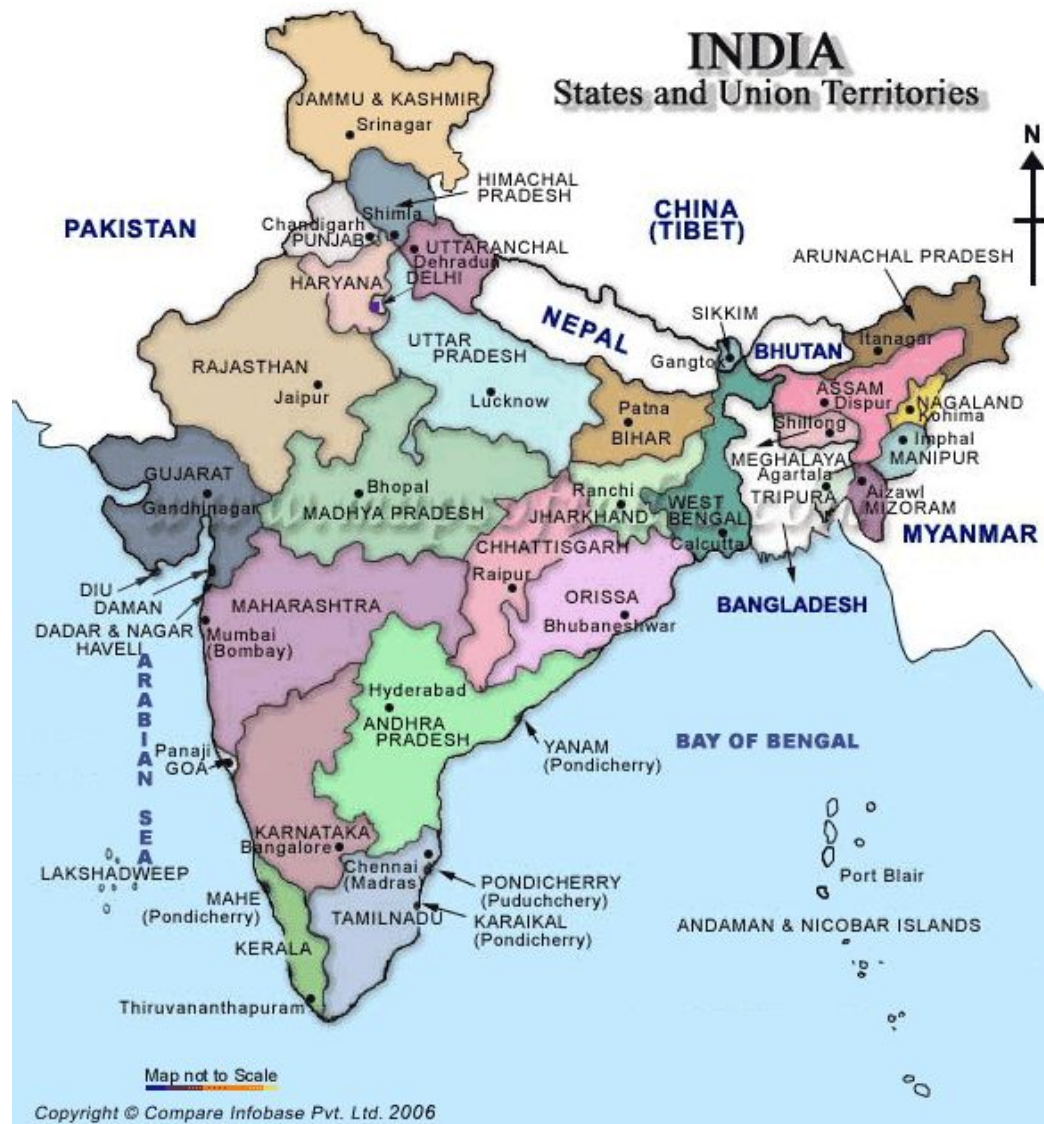 INDIA
States and Union Territories
N
JAMMU & KASHMIR
Srinagar
HIMACHAL
PRADESH
PAKISTAN
CHINA
(TIBET)
Shimla
Chandigarh
PUNJAB
UTTARANCHAL
Dehradun
DELHI
HARYANA
ARUNACHAL PRADESH
NEPAL
SIKKIM
Gangtok
BHUTAN
Itanagar
UTTAR
PRADESH
Lucknow
RAJASTHAN
Jaipur
ASSAM
Dispur
NAGALAND
Kohima
Patna
BIHAR
Shillong
MEGHALAYA
Imphal
MANIPUR
Agartala
TRIPURA
Aizawl
MIZORAM
GUJARAT
Gandhinagar
Bhopal
MADHYA PRADESH
Ranchi
JHARKHAND
WEST
BENGAL
Calcutta
MYANMAR
CHHATTISGARH
Raipur
DIU
DAMAN
DADAR & NAGAR
HAVELI
MAHARASHTRA
Mumbai
(Bombay)
ORISSA
Bhubaneshwar
BANGLADESH
ARABIAN SEA
Hyderabad
ANDHRA
PRADESH
YANAM
(Pondicherry)
BAY OF BENGAL
Panaji
GOA
KARNATAKA
Bangalore
LAKSHADWEEP
Chennai
(Madras)
PONDICHERRY
(Puduchery)
MAHE
(Pondicherry)
TAMILNADU
KARAIKAL
(Pondicherry)
KERALA
Port Blair
ANDAMAN & NICOBAR ISLANDS
Thiruvananthapuram
Map not to Scale
Copyright © Compare Infobase Pvt. Ltd. 2006